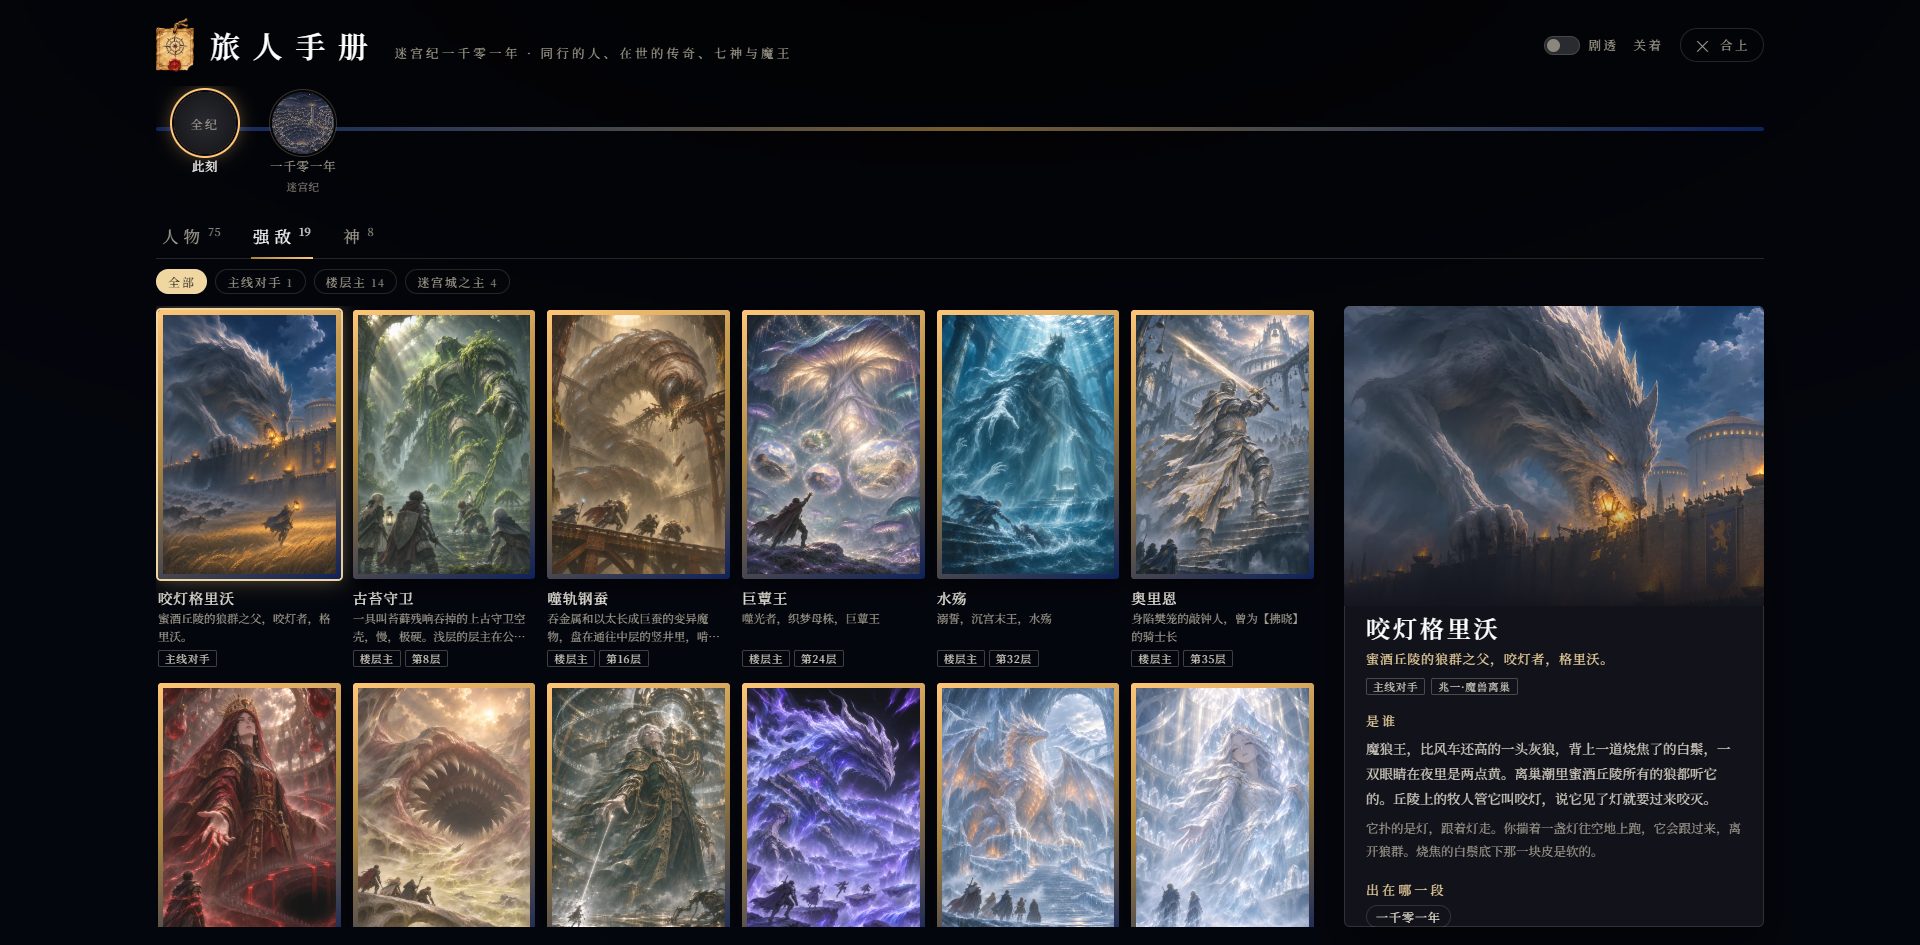 旅人手册
迷宫纪一千零一年 · 同行的人、在世的传奇、七神与魔王
剧透 关着
合上
全纪
此刻
一千零一年
迷宫纪
人物 75
强敌 19
神 8
全部
主线对手 1
楼层主 14
迷宫城之主 4
咬灯格里沃
蜜酒丘陵的狼群之父，咬灯者，格
里沃。
主线对手
古苔守卫
一具叫苔藓残响吞掉的上古守卫空
壳，慢，极硬。浅层的层主在公…
楼层主 第8层
噬轨钢蚕
吞金属和以太长成巨蚕的变异魔
物，盘在通往中层的竖井里，啃…
楼层主 第16层
巨蕈王
噬光者，织梦母株，巨蕈王
楼层主 第24层
水殇
溺誓，沉宫末王，水殇
楼层主 第32层
奥里恩
身陷樊笼的敲钟人，曾为【拂晓】
的骑士长
楼层主 第35层
咬灯格里沃
蜜酒丘陵的狼群之父，咬灯者，格里沃。
主线对手 兆一·魔兽离巢
是谁
魔狼王，比风车还高的一头灰狼，背上一道烧焦了的白鬃，一
双眼睛在夜里是两点黄。离巢潮里蜜酒丘陵所有的狼都听它
的。丘陵上的牧人管它叫咬灯，说它见了灯就要过来咬灭。
它扑的是灯，跟着灯走。你揣着一盏灯往空地上跑，它会跟过来，离
开狼群。烧焦的白鬃底下那一块皮是软的。
出在哪一段
一千零一年